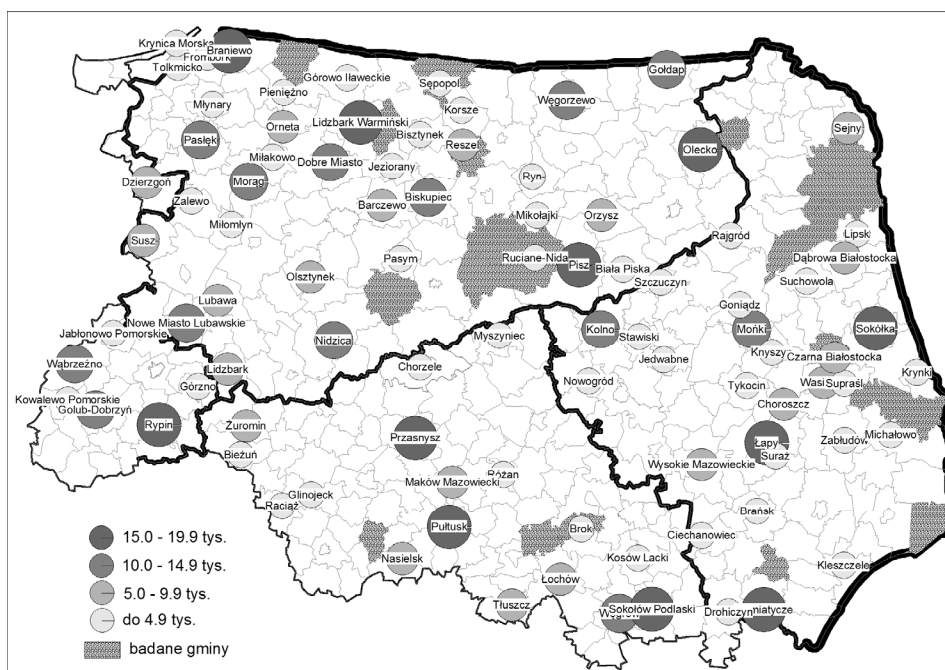 Krynica Morska
Braniewo
Frombork
Tolkmicko
Górowo Iławeckie
Sępopol
Gołdap
Pieniężno
Młynary
Korsze
Węgorzewo
Orneta
Lidzbark Warmiński
Bisztynek
Sejny
Pasłęk
Reszel
Olecko
Miłakowo
Dobre Miasto
Jeziorany
Dzierzgoń
Morąg
Ryn
Zalewo
Barczewo
Biskupiec
Mikołajki
Orzysz
Miłomłyn
Susz
Rajgród
Lipsk
Pasym
Ruciane-Nida
Pisz
Biała Piska
Dąbrowa Białostocka
Olsztynek
Szczuczyn
Suchowola
Lubawa
Goniądz
Nowe Miasto Lubawskie
Jabłonowo Pomorskie
Nidzica
Myszyniec
Kolno
Stawiski
Mońki
Sokółka
Knyszy
Czarna Białostocka
Wąbrzeźno
Lidzbark
Chorzele
Jedwabne
Górzno
Nowogród
Tykocin
Wasi
Supraśl
Krynki
Kowalewo Pomorskie
Golub-Dobrzyń
Choroszcz
Rypin
Żuromin
Przasnysz
Łapy
Zabłudów
Michałowo
Bieżuń
Suraż
Wysokie Mazowieckie
Różan
Maków Mazowiecki
Glinojeck
Raciąż
Brańsk
Pułtusk
Brok
Ciechanowiec
Nasielsk
Kosów Lacki
Kleszczele
Łochów
Tłuszcz
Węgrów
Sokołów Podlaski
Drohiczyn
miatycze
15.0 - 19.9 tys.
10.0 - 14.9 tys.
5.0 - 9.9 tys.
do 4.9 tys.
badane gminy